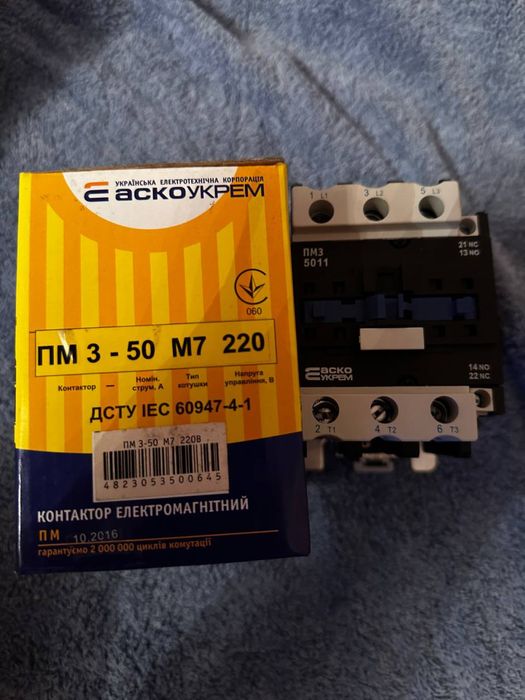 УКРАЇНСЬКА ЕЛЕКТРОТЕХНІЧНА КОРПОРАЦІЯ
АСКОУКРЕМ
060
ПМ 3 - 50 М7 220
Контактор — Номін. струм, А Тип котушки Напруга управління, В
ДСТУ ІЕС 60947-4-1
ПМ 3-50 М7 220В
4823053500645
КОНТАКТОР ЕЛЕКТРОМАГНІТНИЙ
ПМ 10.2016
гарантуємо 2 000 000 циклів комутації
1 L1 3 L2 5 L3
21 NC
13 NO
ПМ3
5011
АСКО
УКРЕМ
14 NO
22 NC
2 T1 4 T2 6 T3